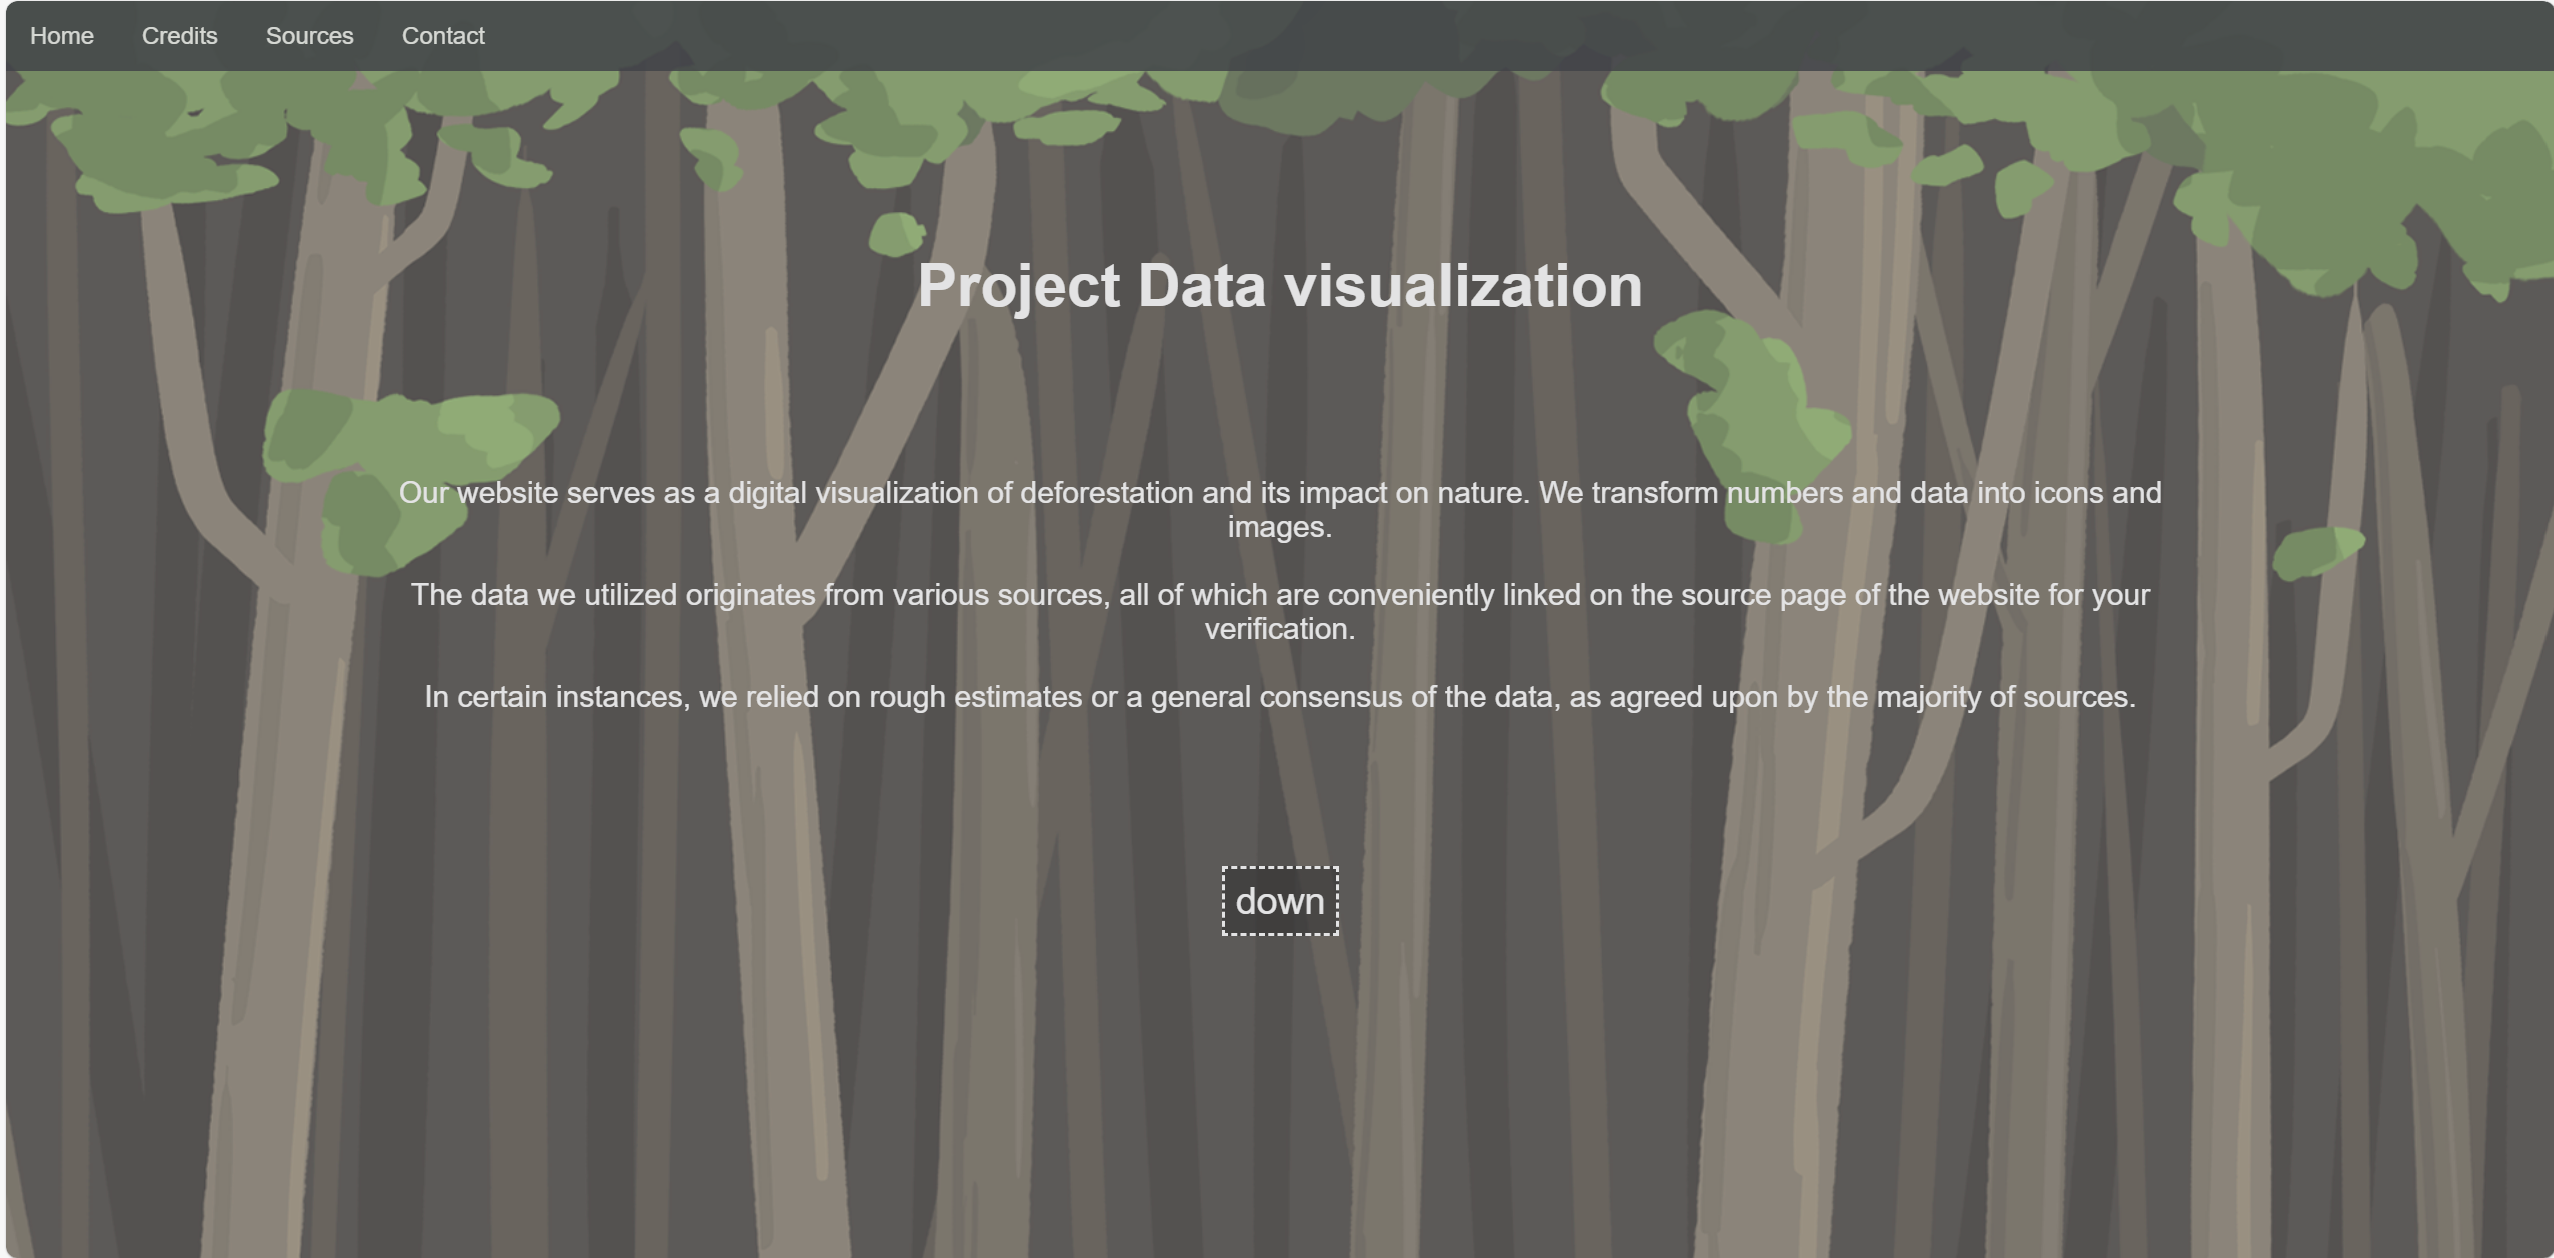 Home Credits Sources Contact
Project Data visualization
Our website serves as a digital visualization of deforestation and its impact on nature. We transform numbers and data into icons and
images.
The data we utilized originates from various sources, all of which are conveniently linked on the source page of the website for your
verification.
In certain instances, we relied on rough estimates or a general consensus of the data, as agreed upon by the majority of sources.
down